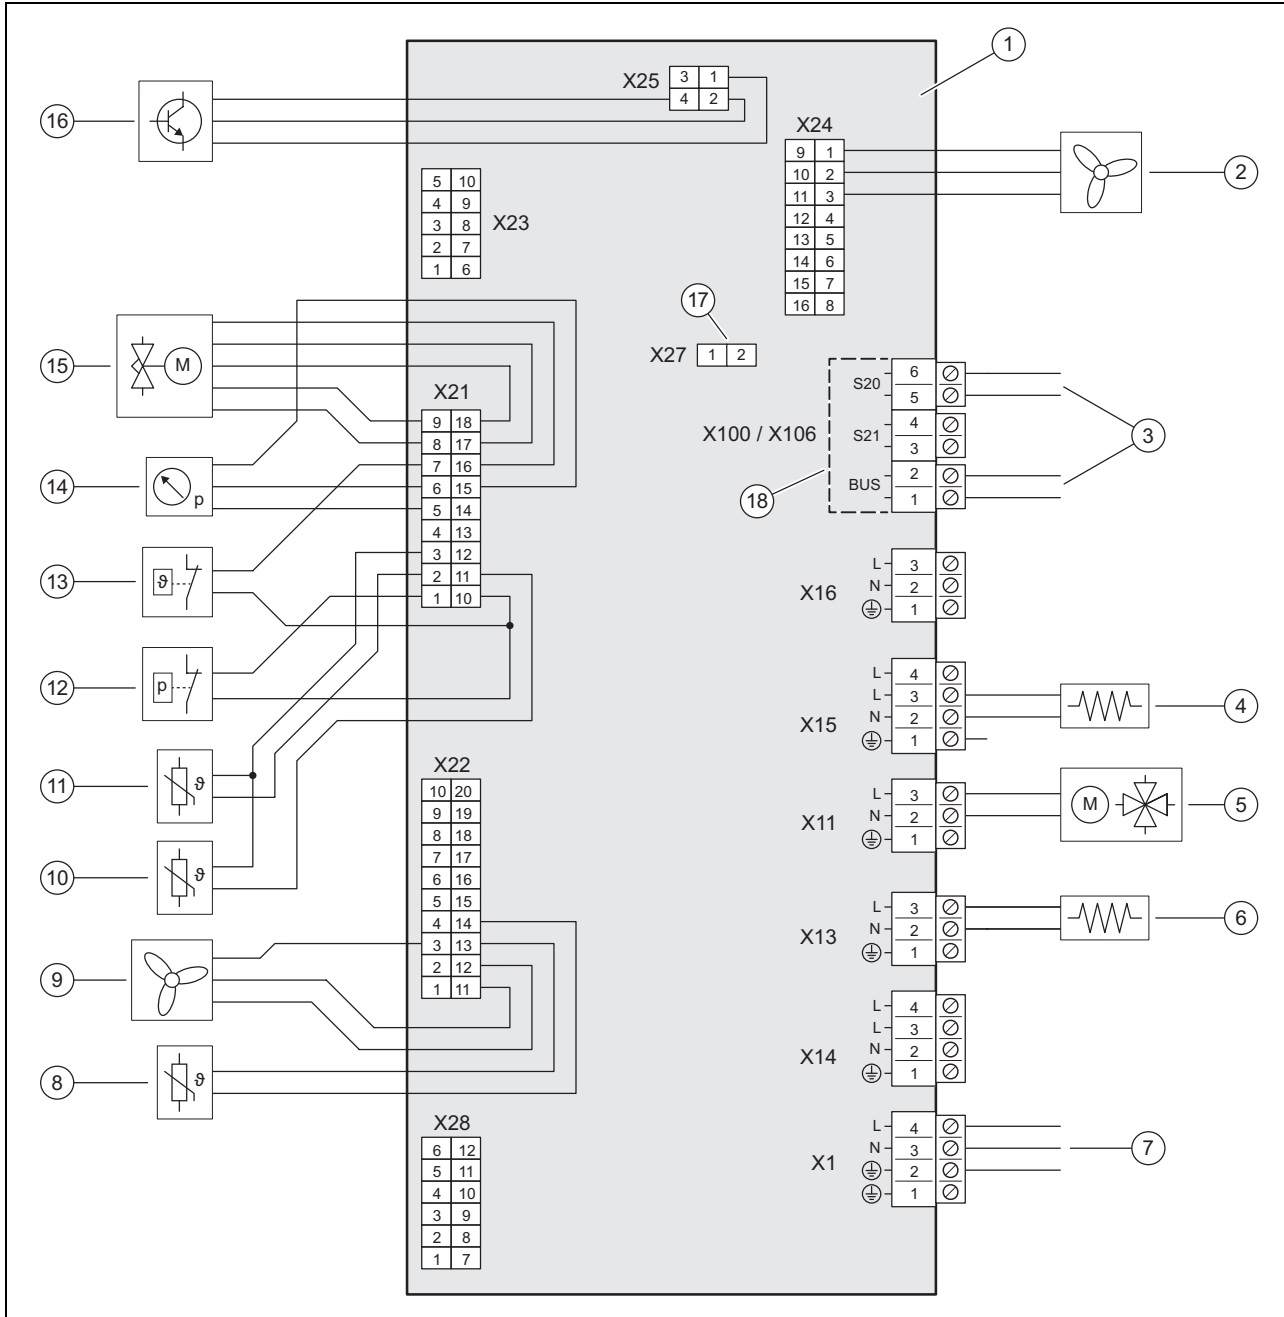 1
X25
3 1
4 2
16
X24
9 1
10 2
11 3
12 4
13 5
14 6
15 7
16 8
2
5 10
4 9
3 8
2 7
1 6
X23
17
X27 1 2
15
M
X21
9 18
8 17
7 16
6 15
5 14
4 13
3 12
2 11
1 10
X100 / X106
S20
6
5
S21
4
3
BUS
2
1
3
18
14
p
13
ϑ
12
p
X16
L 3
N 2
1
X15
L 4
L 3
N 2
1
4
11
ϑ
X22
10 20
9 19
8 18
7 17
6 16
5 15
4 14
3 13
2 12
1 11
X11
L 3
N 2
1
M
5
10
ϑ
X13
L 3
N 2
1
6
9
X14
L 4
L 3
N 2
1
8
ϑ
X28
6 12
5 11
4 10
3 9
2 8
1 7
X1
L 4
N 3
2
1
7